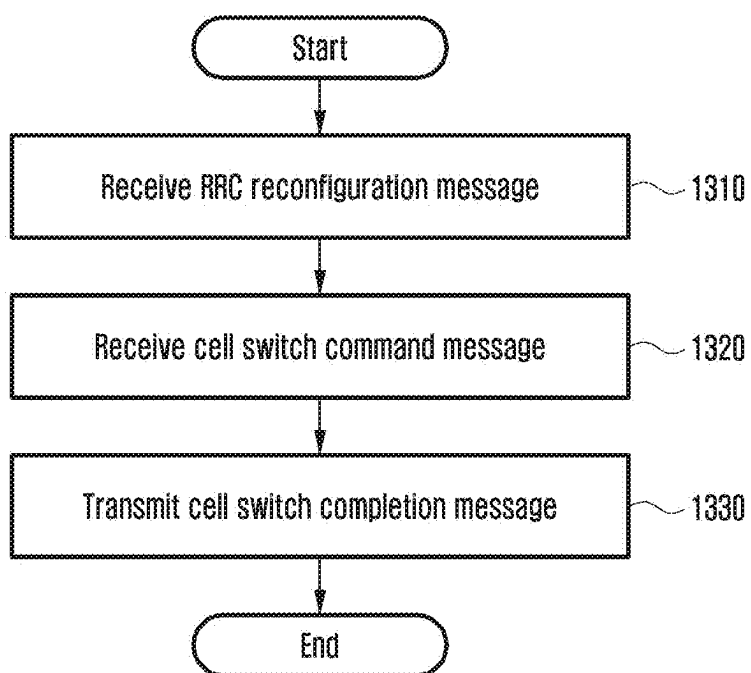 Start
Receive RRC reconfiguration message
1310
Receive cell switch command message
1320
Transmit cell switch completion message
1330
End